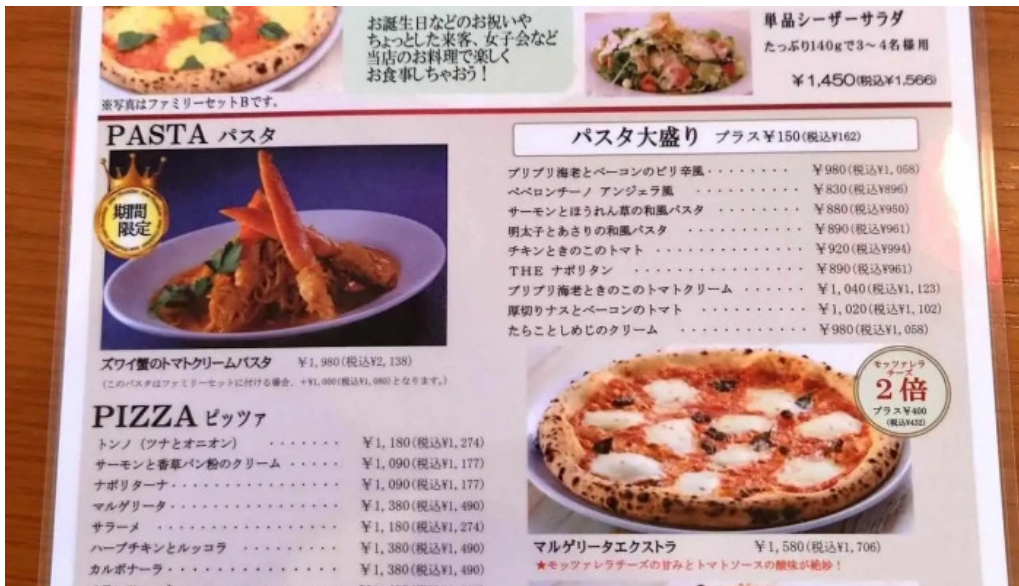 お誕生日などのお祝いや
ちょっとした来客、女子会など
当店のお料理で楽しく
お食事しちゃおう！
単品シーザーサラダ
たっぷり140gで3～4名様用
¥1,450(税込¥1,566)
※写真はファミリーセットBです。
PASTA パスタ
期間
限定
ズワイ蟹のトマトクリームパスタ ¥1,980(税込¥2,138)
(このパスタはファミリーセットに付ける場合、+¥1,000(税込¥1,080)となります。)
パスタ大盛り プラス¥150(税込¥162)
プリプリ海老とベーコンのピリ辛風・・・・・・・・ ¥980(税込¥1,058)
ペペロンチーノ アンジェラ風 ・・・・・・・・・・ ¥830(税込¥896)
サーモンとほうれん草の和風パスタ ・・・・・・・・ ¥880(税込¥950)
明太子とあさりの和風パスタ ・・・・・・・・・・・ ¥890(税込¥961)
チキンときのこのトマト ・・・・・・・・・・・・・ ¥920(税込¥994)
THE ナポリタン ・・・・・・・・・・・・・・・ ¥890(税込¥961)
プリプリ海老ときのこのトマトクリーム ・・・・・・ ¥1,040(税込¥1,123)
厚切りナスとベーコンのトマト ・・・・・・・・・・ ¥1,020(税込¥1,102)
たらことしめじのクリーム ・・・・・・・・・・・・ ¥980(税込¥1,058)
PIZZA ピッツァ
トンノ（ツナとオニオン） ・・・・・・・ ¥1,180(税込¥1,274)
サーモンと香草パン粉のクリーム ・・・・・ ¥1,090(税込¥1,177)
ナポリターナ・・・・・・・・・・・・・・・ ¥1,090(税込¥1,177)
マルゲリータ・・・・・・・・・・・・・・・ ¥1,380(税込¥1,490)
サラーメ ・・・・・・・・・・・・・・・・ ¥1,180(税込¥1,274)
ハーブチキンとルッコラ ・・・・・・・・・ ¥1,380(税込¥1,490)
カルボナーラ・・・・・・・・・・・・・・・ ¥1,380(税込¥1,490)
モッツァレラ
チーズ
2倍
プラス¥400
(税込¥432)
マルゲリータエクストラ ¥1,580(税込¥1,706)
★モッツァレラチーズの甘みとトマトソースの酸味が絶妙！